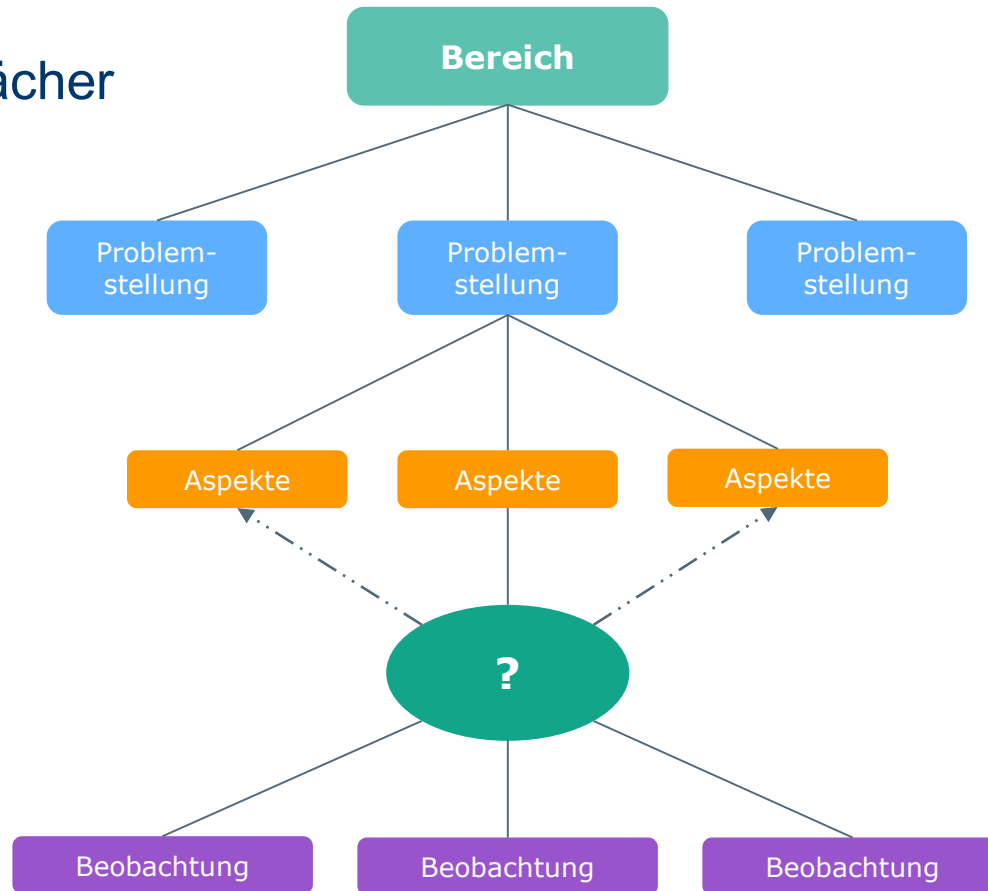 ächer
Bereich
Problem-
stellung
Problem-
stellung
Problem-
stellung
Aspekte
Aspekte
Aspekte
?
Beobachtung
Beobachtung
Beobachtung